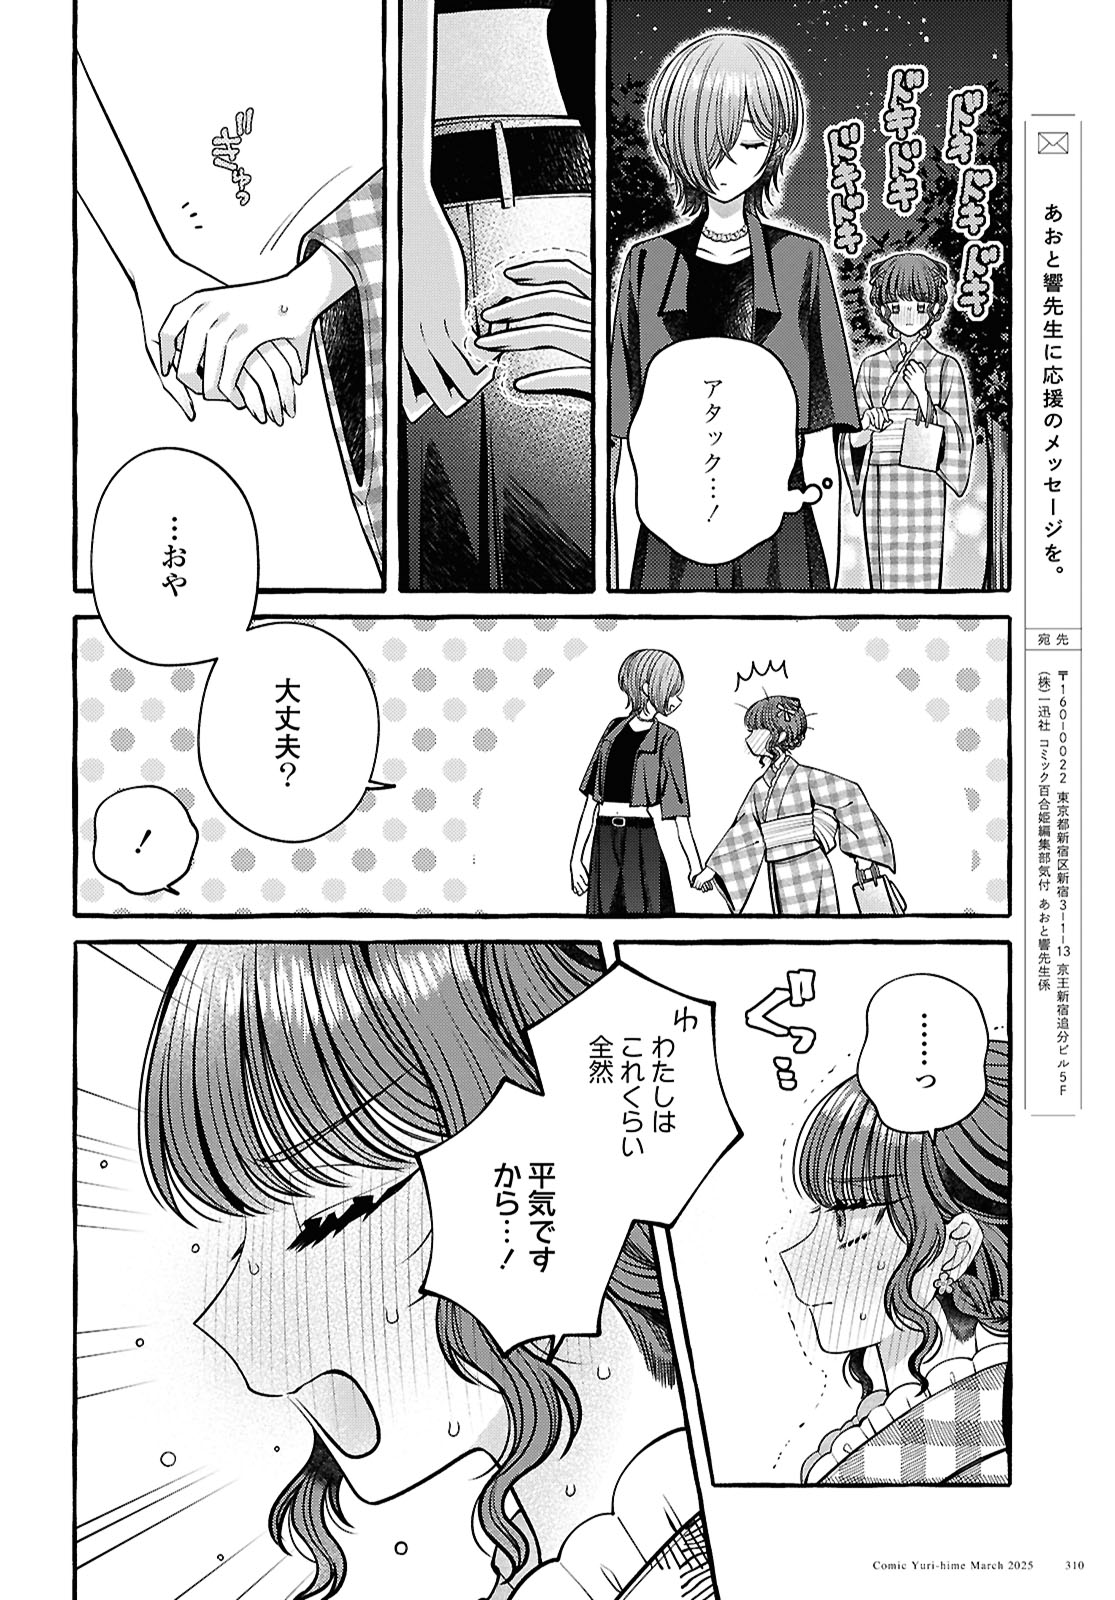 ドキドキドキ
ドキドキ
ドキドキ
アタック…！
ぎゅっ
…おや
大丈夫？
！
……っ
ぐっ
わ
わたしは
これくらい
全然
平気です
から…！
あおと響先生に応援のメッセージを。
宛先
〒160-0022 東京都新宿区新宿3-1-13 京王新宿追分ビル5F
(株)一迅社 コミック百合姫編集部気付 あおと響先生係
Comic Yuri-hime March 2025
310